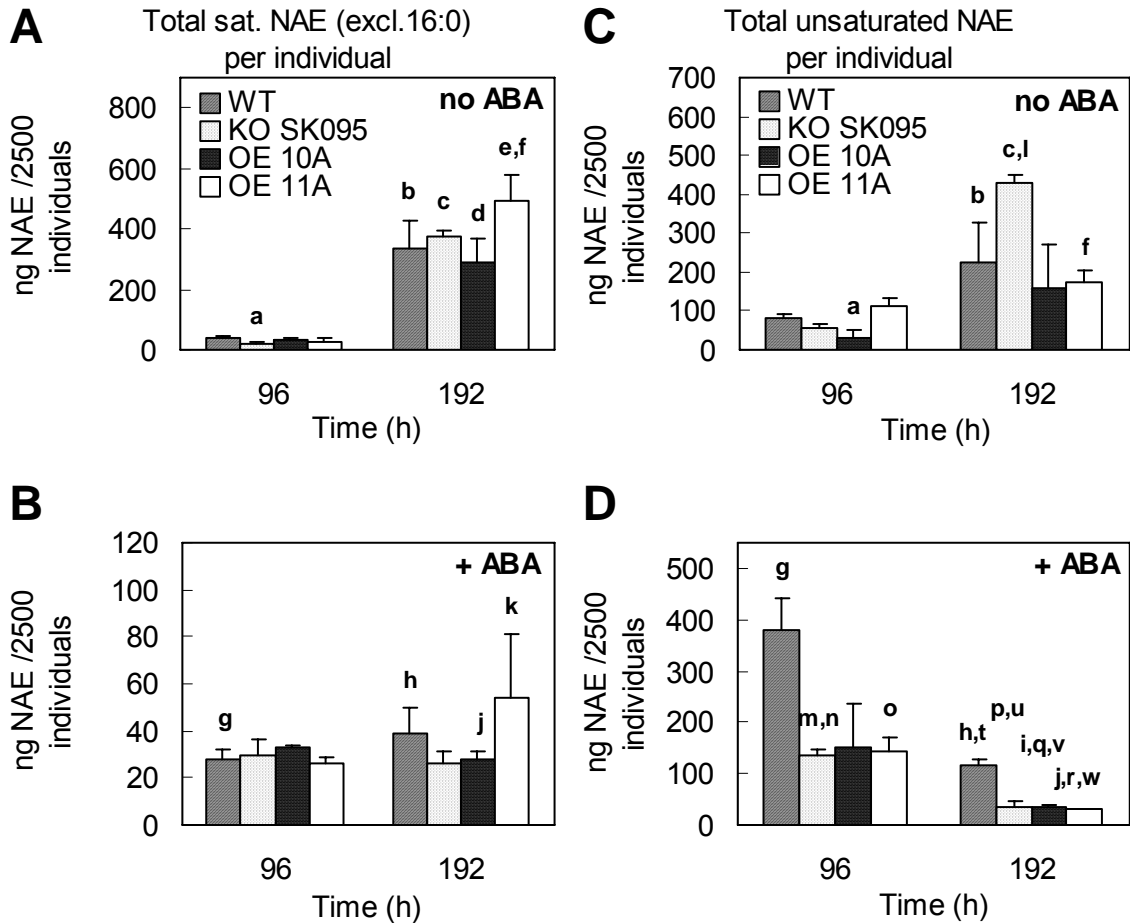 A
Total sat. NAE (excl.16:0)
per individual
ng NAE /2500
individuals
800
600
400
200
0
WT
KO SK095
OE 10A
OE 11A
no ABA
a
b
c
d
e,f
96
192
Time (h)
C
Total unsaturated NAE
per individual
ng NAE /2500
individuals
700
600
500
400
300
200
100
0
WT
KO SK095
OE 10A
OE 11A
no ABA
a
b
c,l
f
96
192
Time (h)
B
ng NAE /2500
individuals
120
100
80
60
40
20
0
+ ABA
g
h
j
k
96
192
Time (h)
D
ng NAE /2500
individuals
500
400
300
200
100
0
+ ABA
g
m,n
o
h,t
p,u
i,q,v
j,r,w
96
192
Time (h)